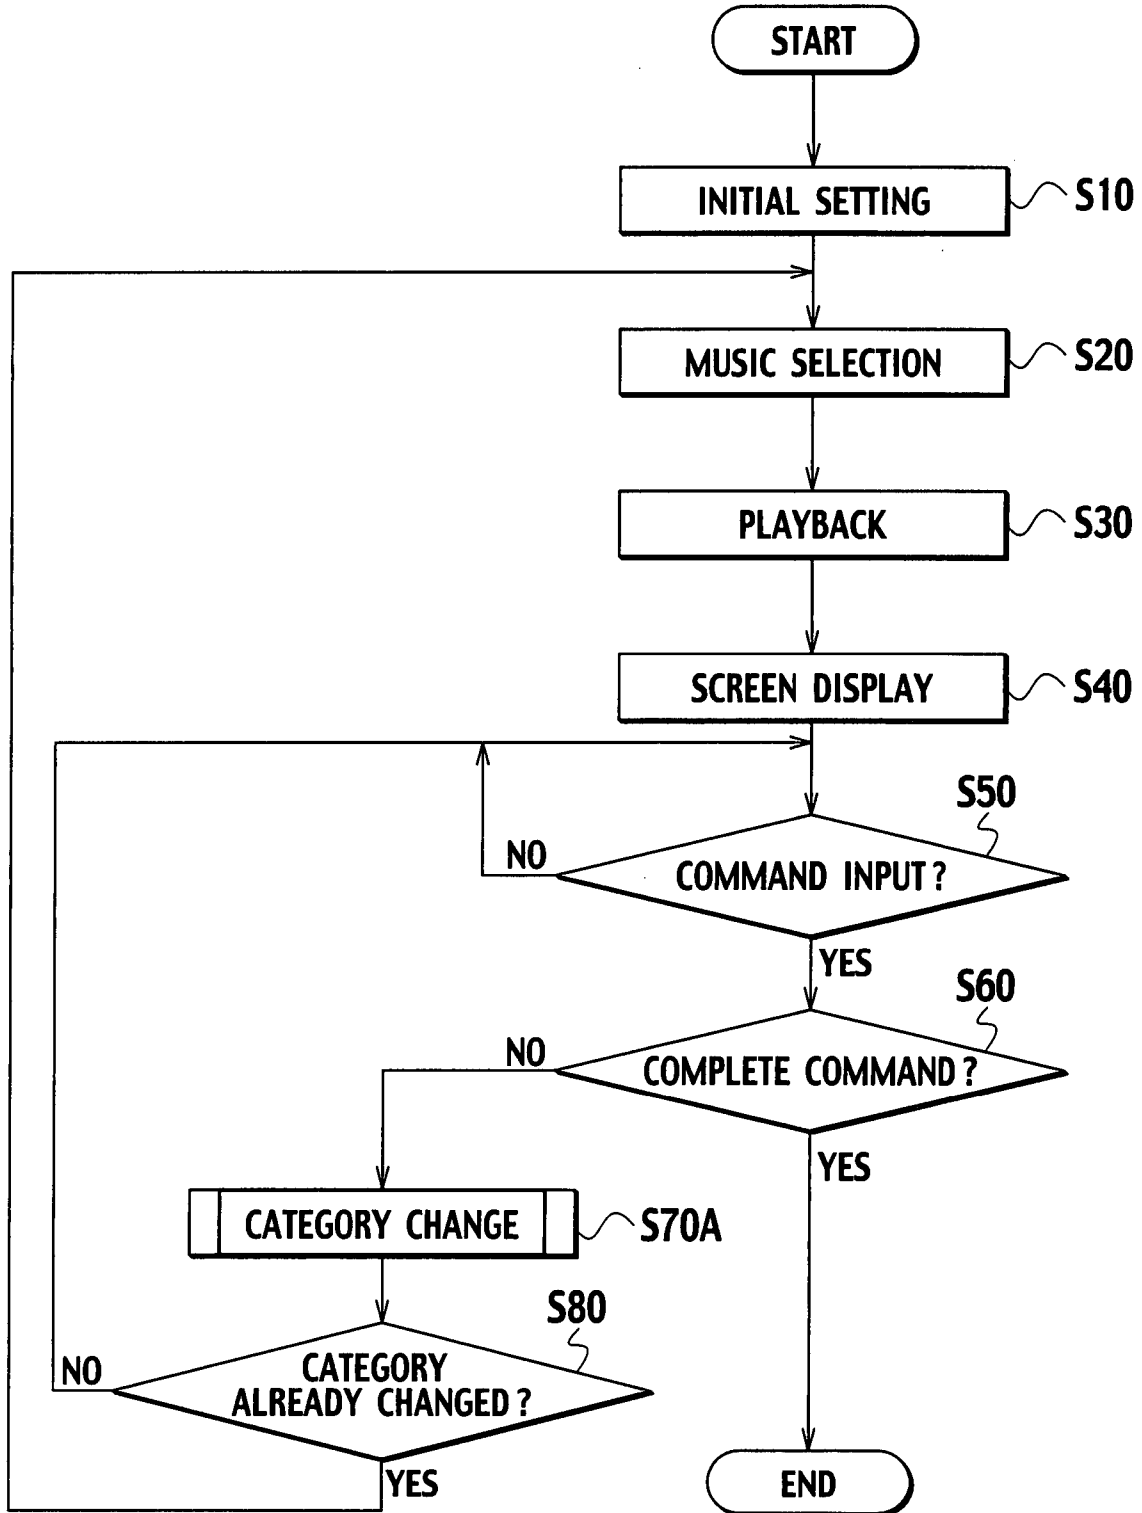 START
INITIAL SETTING
S10
MUSIC SELECTION
S20
PLAYBACK
S30
SCREEN DISPLAY
S40
S50
COMMAND INPUT?
NO
YES
S60
COMPLETE COMMAND?
NO
YES
CATEGORY CHANGE
S70A
S80
CATEGORY
ALREADY CHANGED?
NO
YES
END